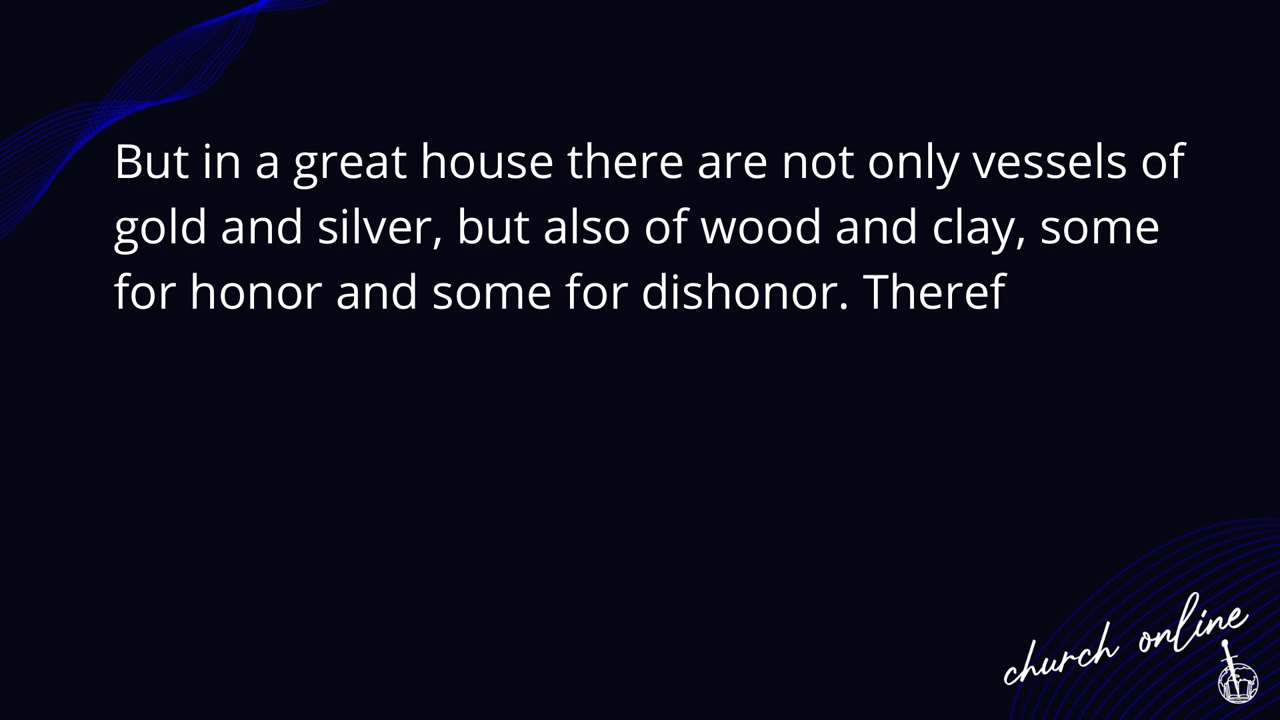 But in a great house there are not only vessels of
gold and silver, but also of wood and clay, some
for honor and some for dishonor. Theref
church online